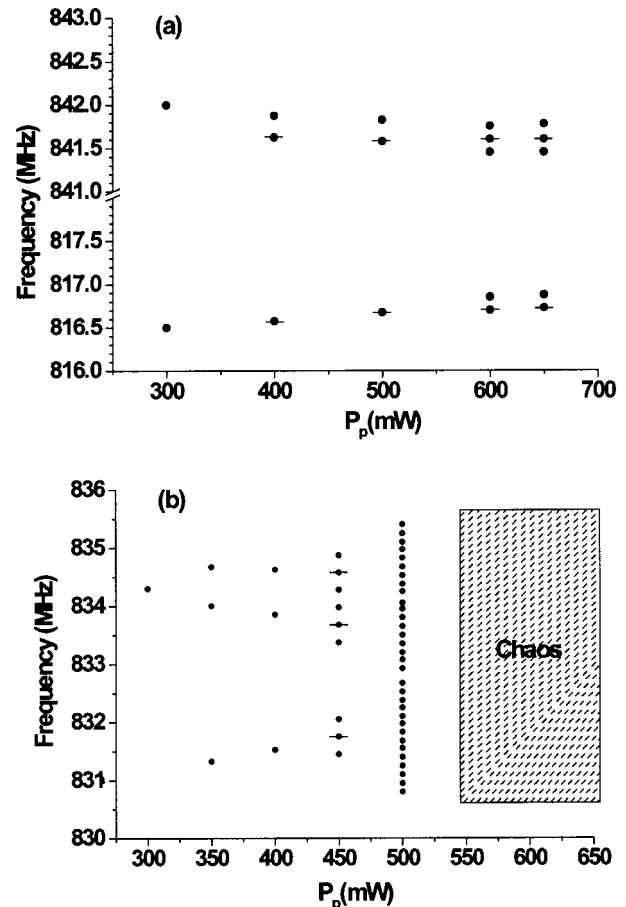 (a)
843.0
842.5
842.0
841.5
841.0
817.5
817.0
816.5
816.0
Frequency (MHz)
300 400 500 600 700
P_p(mW)
(b)
836
835
834
833
832
831
830
Frequency (MHz)
Chaos
300 350 400 450 500 550 600 650
P_p(mW)